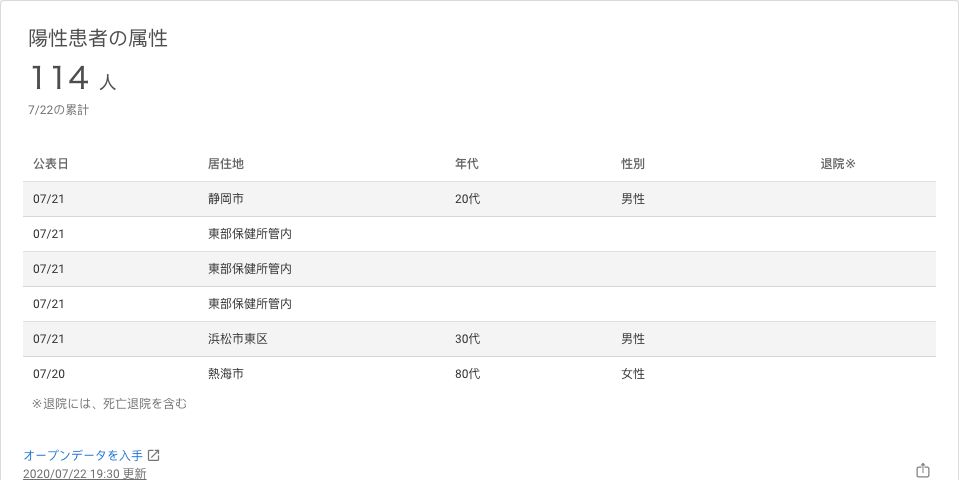 陽性患者の属性
114 人
7/22の累計
公表日 居住地 年代 性別 退院※
07/21 静岡市 20代 男性
07/21 東部保健所管内
07/21 東部保健所管内
07/21 東部保健所管内
07/21 浜松市東区 30代 男性
07/20 熱海市 80代 女性
※退院には、死亡退院を含む
オープンデータを入手
2020/07/22 19:30 更新